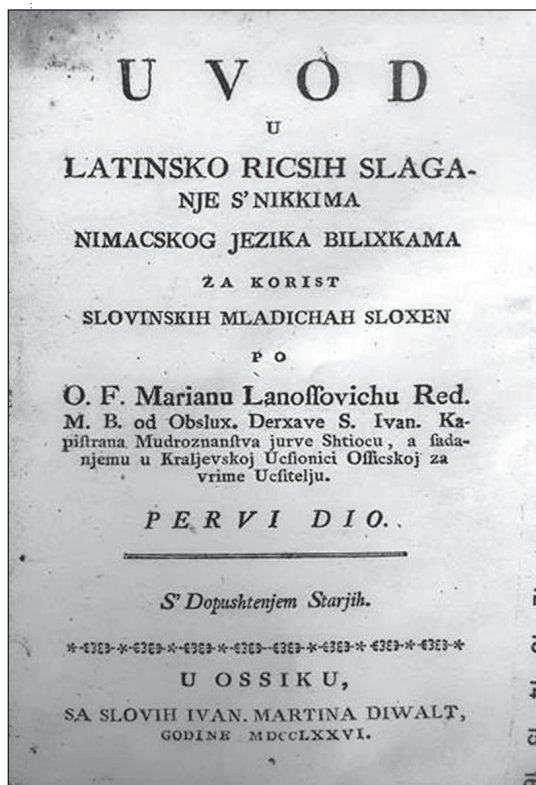 UVOD
U
LATINSKO RICSIH SLAGA-
NJE S' NIKKIMA
NIMACSKOG JEZIKA BILIXKAMA
ZA KORIST
SLOVINSKIH MLADICHAH SLOXEN
PO
O. F. Marianu Lanoſſovichu Red.
M. B. od Obslux. Derxave S. Ivan. Ka-
piſtrana Mudroznanſtva jurve Shtiocu, a ſada-
njemu u Kraljevskoj Ucſionici Oſſicskoj za
vrime Ucſitelju.
PERVI DIO.
S' Dopushtenjem Starjih.
U OSSIKU,
SA SLOVIH IVAN. MARTINA DIWALT,
GODINE MDCCLXXVI.